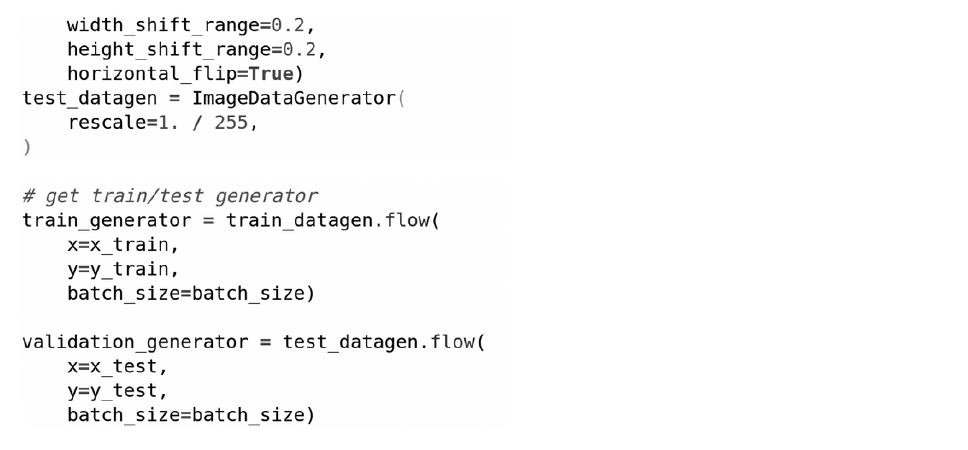 width_shift_range=0.2,
    height_shift_range=0.2,
    horizontal_flip=True)
test_datagen = ImageDataGenerator(
    rescale=1. / 255,
)
# get train/test generator
train_generator = train_datagen.flow(
    x=x_train,
    y=y_train,
    batch_size=batch_size)
validation_generator = test_datagen.flow(
    x=x_test,
    y=y_test,
    batch_size=batch_size)